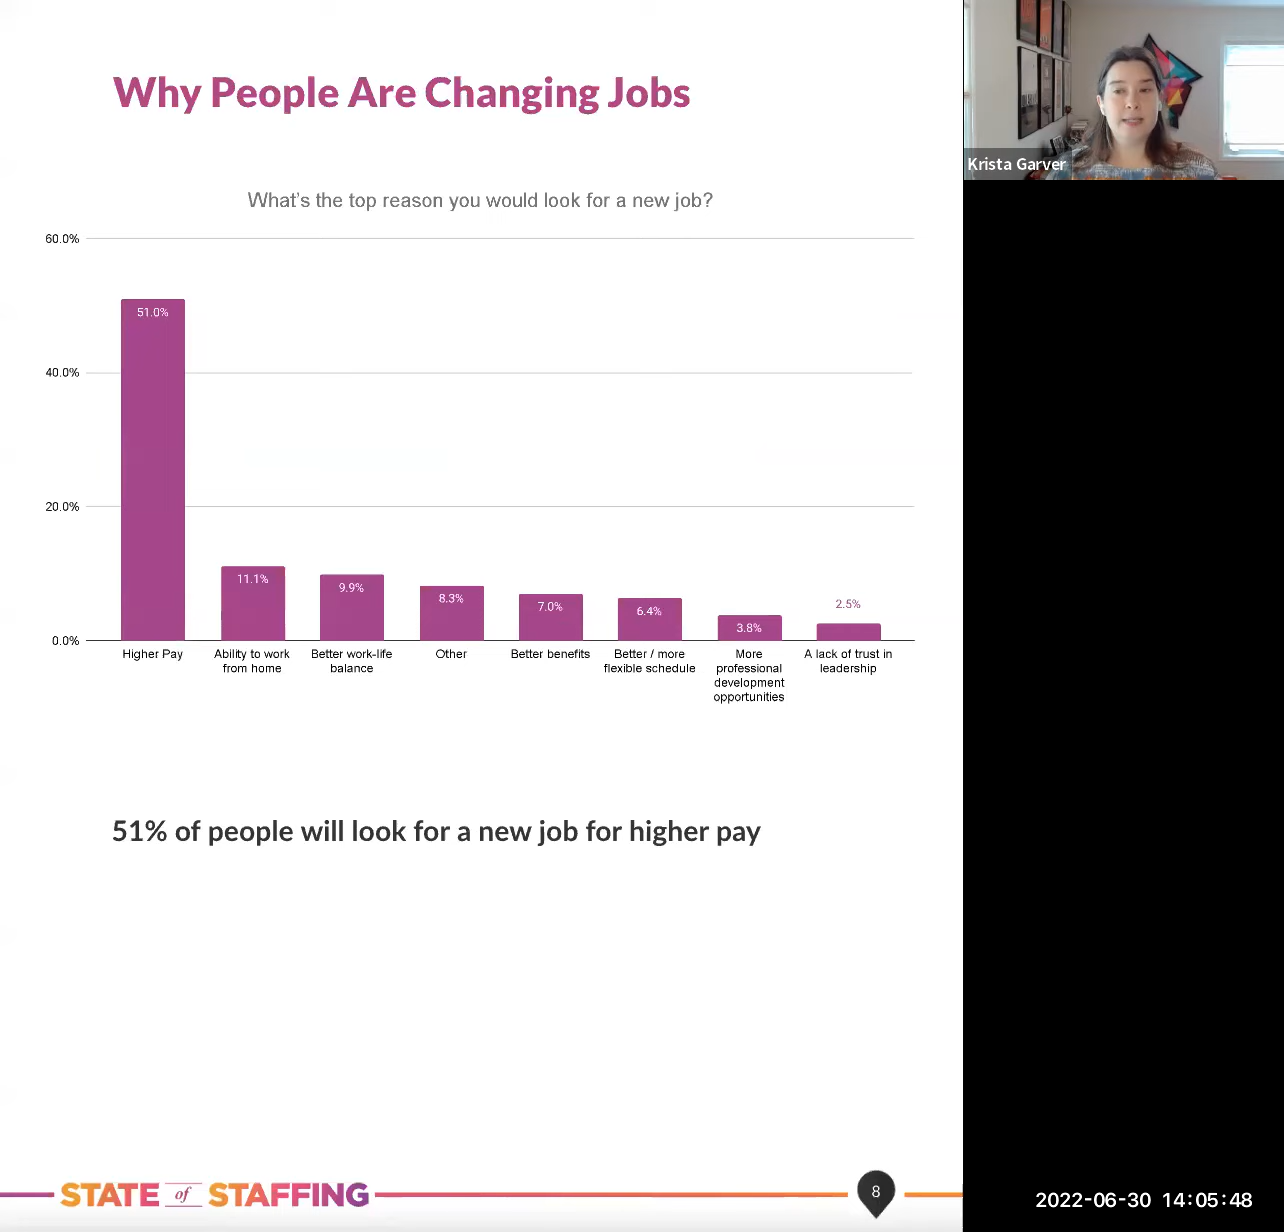 Why People Are Changing Jobs
Krista Garver
What's the top reason you would look for a new job?
60.0%
40.0%
20.0%
0.0%
51.0%
11.1%
9.9%
8.3%
7.0%
6.4%
3.8%
2.5%
Higher Pay
Ability to work
from home
Better work-life
balance
Other
Better benefits
Better / more
flexible schedule
More
professional
development
opportunities
A lack of trust in
leadership
51% of people will look for a new job for higher pay
STATE of STAFFING
8
2022-06-30 14:05:48